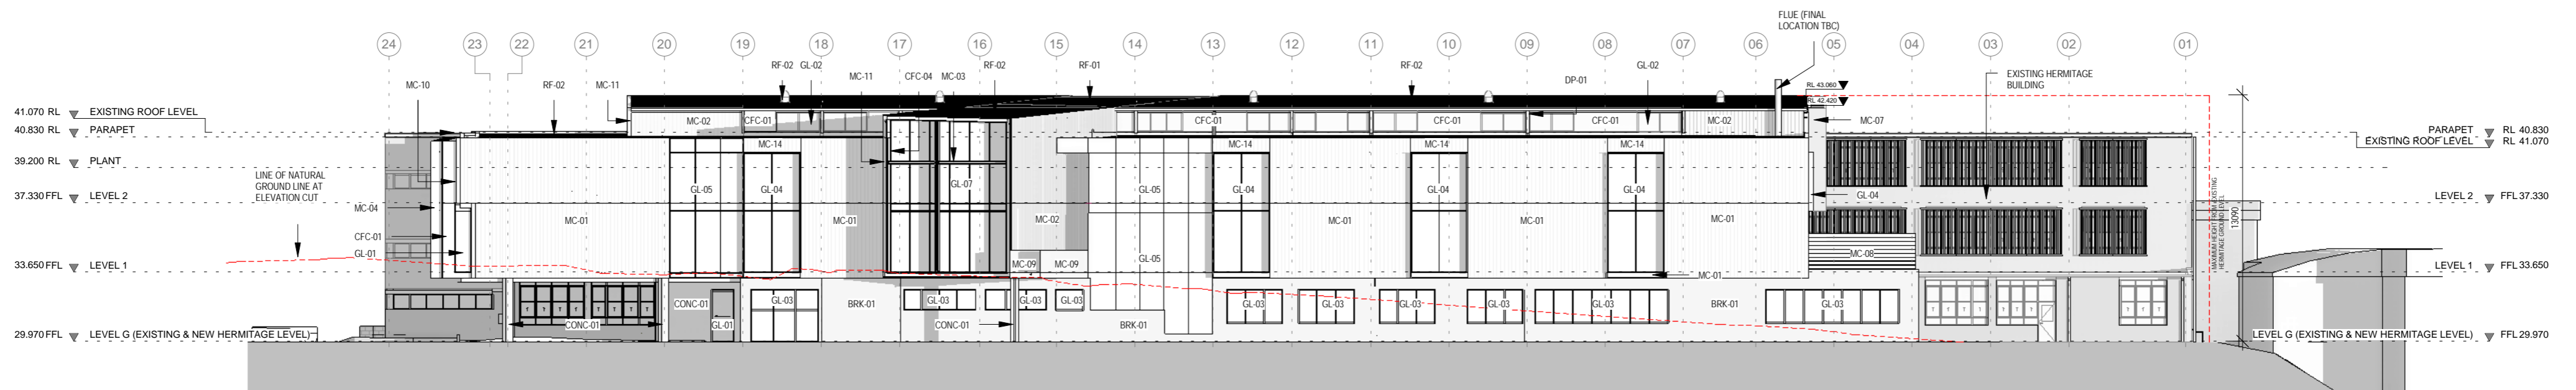 FLUE (FINAL
LOCATION TBC)
24
23
22
21
20
19
18
17
16
15
14
13
12
11
10
09
08
07
06
05
04
03
02
01
RF-02
GL-02
MC-11
CFC-04
MC-03
RF-02
RF-01
RF-02
DP-01
GL-02
EXISTING HERMITAGE
BUILDING
MC-10
RF-02
MC-11
RL 43.060
RL 42.420
41.070 RL
EXISTING ROOF LEVEL
40.830 RL
PARAPET
39.200 RL
PLANT
37.330 FFL
LEVEL 2
33.650 FFL
LEVEL 1
29.970 FFL
LEVEL G (EXISTING & NEW HERMITAGE LEVEL)
LINE OF NATURAL
GROUND LINE AT
ELEVATION CUT
MC-04
CFC-01
GL-01
MC-02
CFC-01
CFC-01
CFC-01
CFC-01
MC-02
MC-07
MC-14
MC-14
MC-14
MC-14
GL-05
GL-04
GL-07
GL-05
GL-04
GL-04
GL-04
GL-04
MC-01
MC-01
MC-02
MC-01
MC-01
MC-01
MC-09
MC-09
GL-05
MC-08
MC-01
CONC-01
GL-03
BRK-01
GL-03
GL-03
GL-03
GL-03
GL-03
GL-03
GL-03
GL-03
BRK-01
GL-03
CONC-01
GL-01
CONC-01
BRK-01
MAXIMUM HEIGHT FROM EXISTING
HERMITAGE GROUND LEVEL
13090
PARAPET
RL 40.830
EXISTING ROOF LEVEL
RL 41.070
LEVEL 2
FFL 37.330
LEVEL 1
FFL 33.650
LEVEL G (EXISTING & NEW HERMITAGE LEVEL)
FFL 29.970